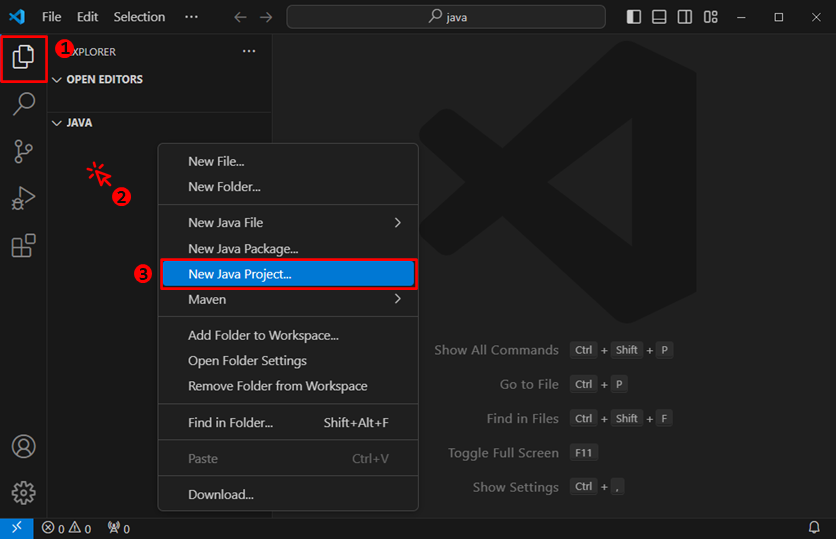 File Edit Selection ··· java
1 EXPLORER ···
OPEN EDITORS
JAVA
2
New File...
New Folder...
New Java File
New Java Package...
3 New Java Project...
Maven
Add Folder to Workspace...
Open Folder Settings
Remove Folder from Workspace
Find in Folder... Shift+Alt+F
Paste Ctrl+V
Download...
Show All Commands Ctrl + Shift + P
Go to File Ctrl + P
Find in Files Ctrl + Shift + F
Toggle Full Screen F11
Show Settings Ctrl + ,
0 0 0